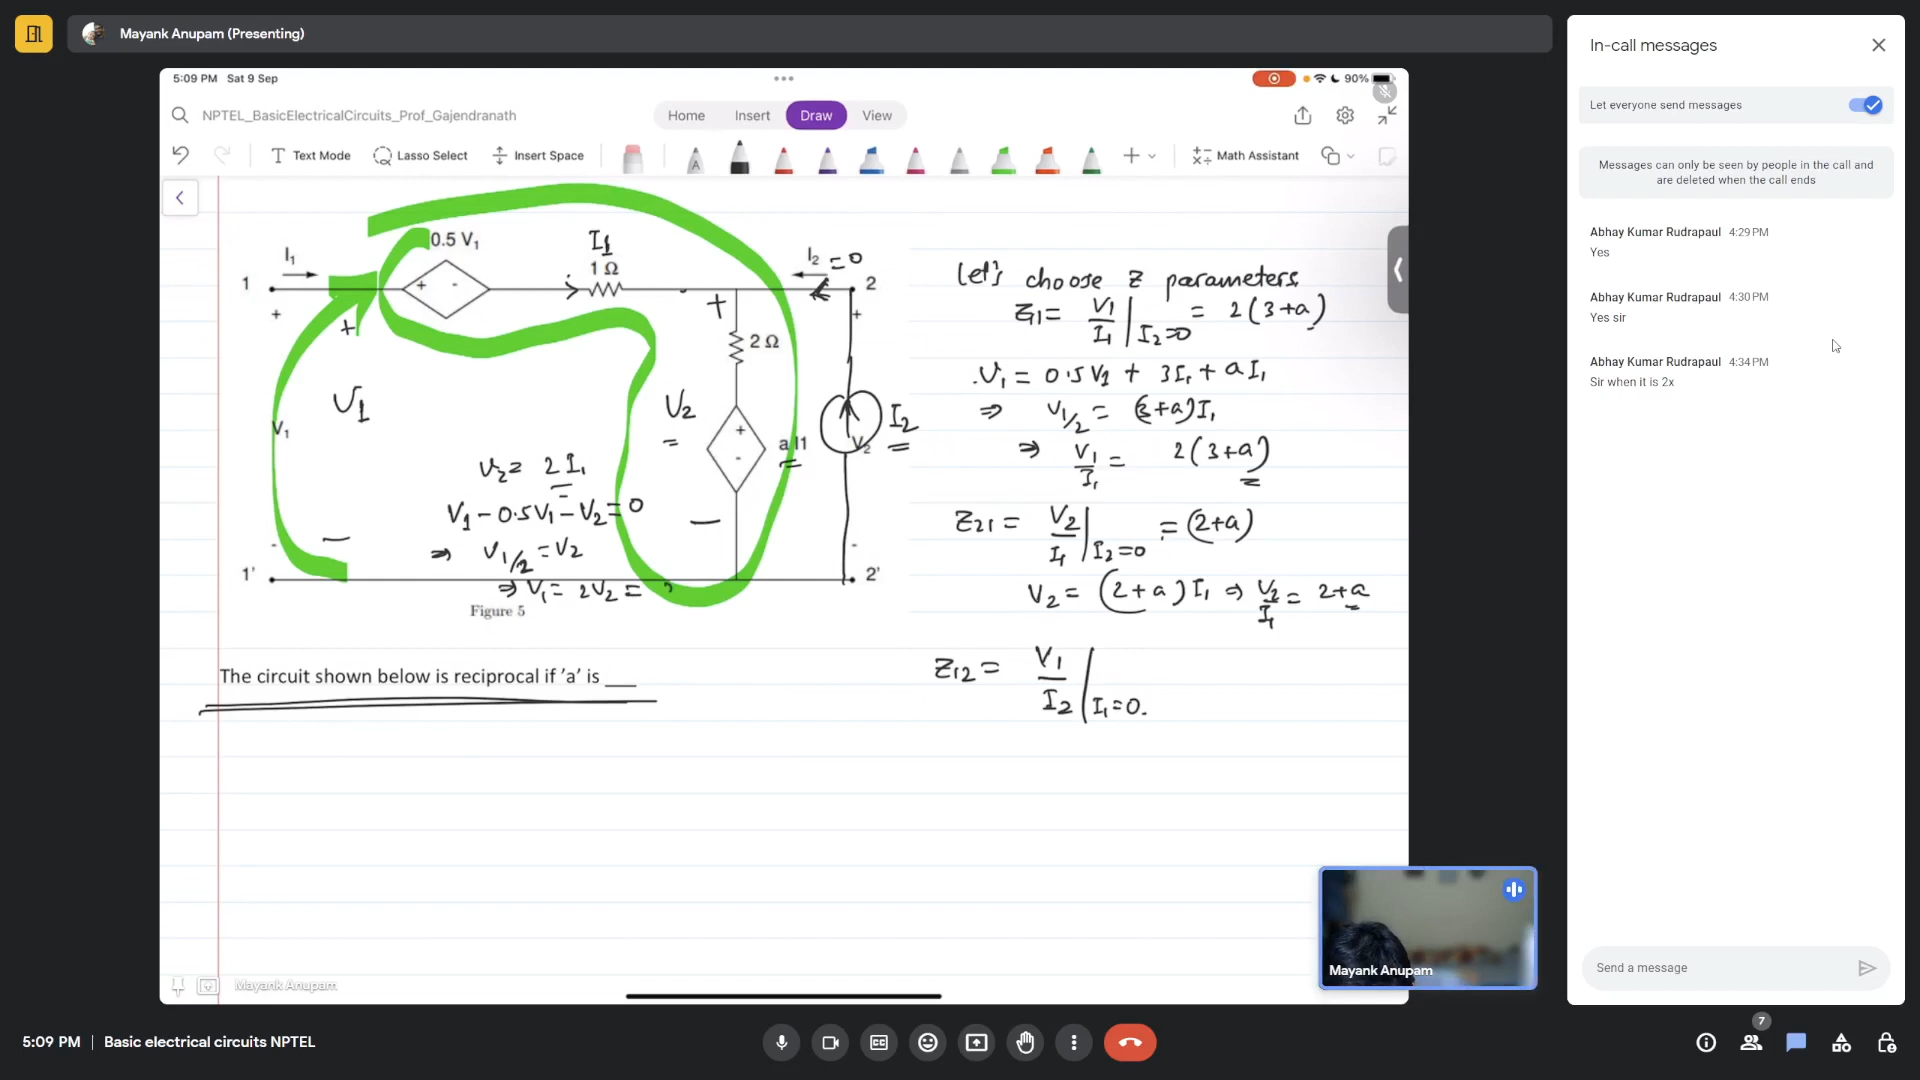 Mayank Anupam (Presenting)
5:09 PM Sat 9 Sep
90%
NPTEL_BasicElectricalCircuits_Prof_Gajendranath
Home Insert Draw View
Text Mode Lasso Select Insert Space A Math Assistant
I₁ 0.5 V₁ I₁ 1 Ω I₂ = 0
1 + - 2
+ + + +
2 Ω
V₁ V₂
V₁ + - a I1 V₂ I₂
V₂ = 2 I₁
V₁ - 0.5V₁ - V₂ = 0
⇒ V₁/2 = V₂
⇒ V₁ = 2V₂ =
1' 2'
Figure 5
The circuit shown below is reciprocal if 'a' is ___
Let's choose Z parameters
Z₁₁ = V₁/I₁ | I₂=0 = 2(3+a)
V₁ = 0.5V₁ + 3I₁ + aI₁
⇒ V₁/2 = (3+a)I₁
⇒ V₁/I₁ = 2(3+a)
Z₂₁ = V₂/I₁ | I₂=0 = (2+a)
V₂ = (2+a)I₁ ⇒ V₂/I₁ = 2+a
Z₁₂ = V₁/I₂ | I₁=0.
Mayank Anupam
Mayank Anupam
In-call messages
Let everyone send messages
Messages can only be seen by people in the call and
are deleted when the call ends
Abhay Kumar Rudrapaul 4:29 PM
Yes
Abhay Kumar Rudrapaul 4:30 PM
Yes sir
Abhay Kumar Rudrapaul 4:34 PM
Sir when it is 2x
Send a message
5:09 PM | Basic electrical circuits NPTEL
7